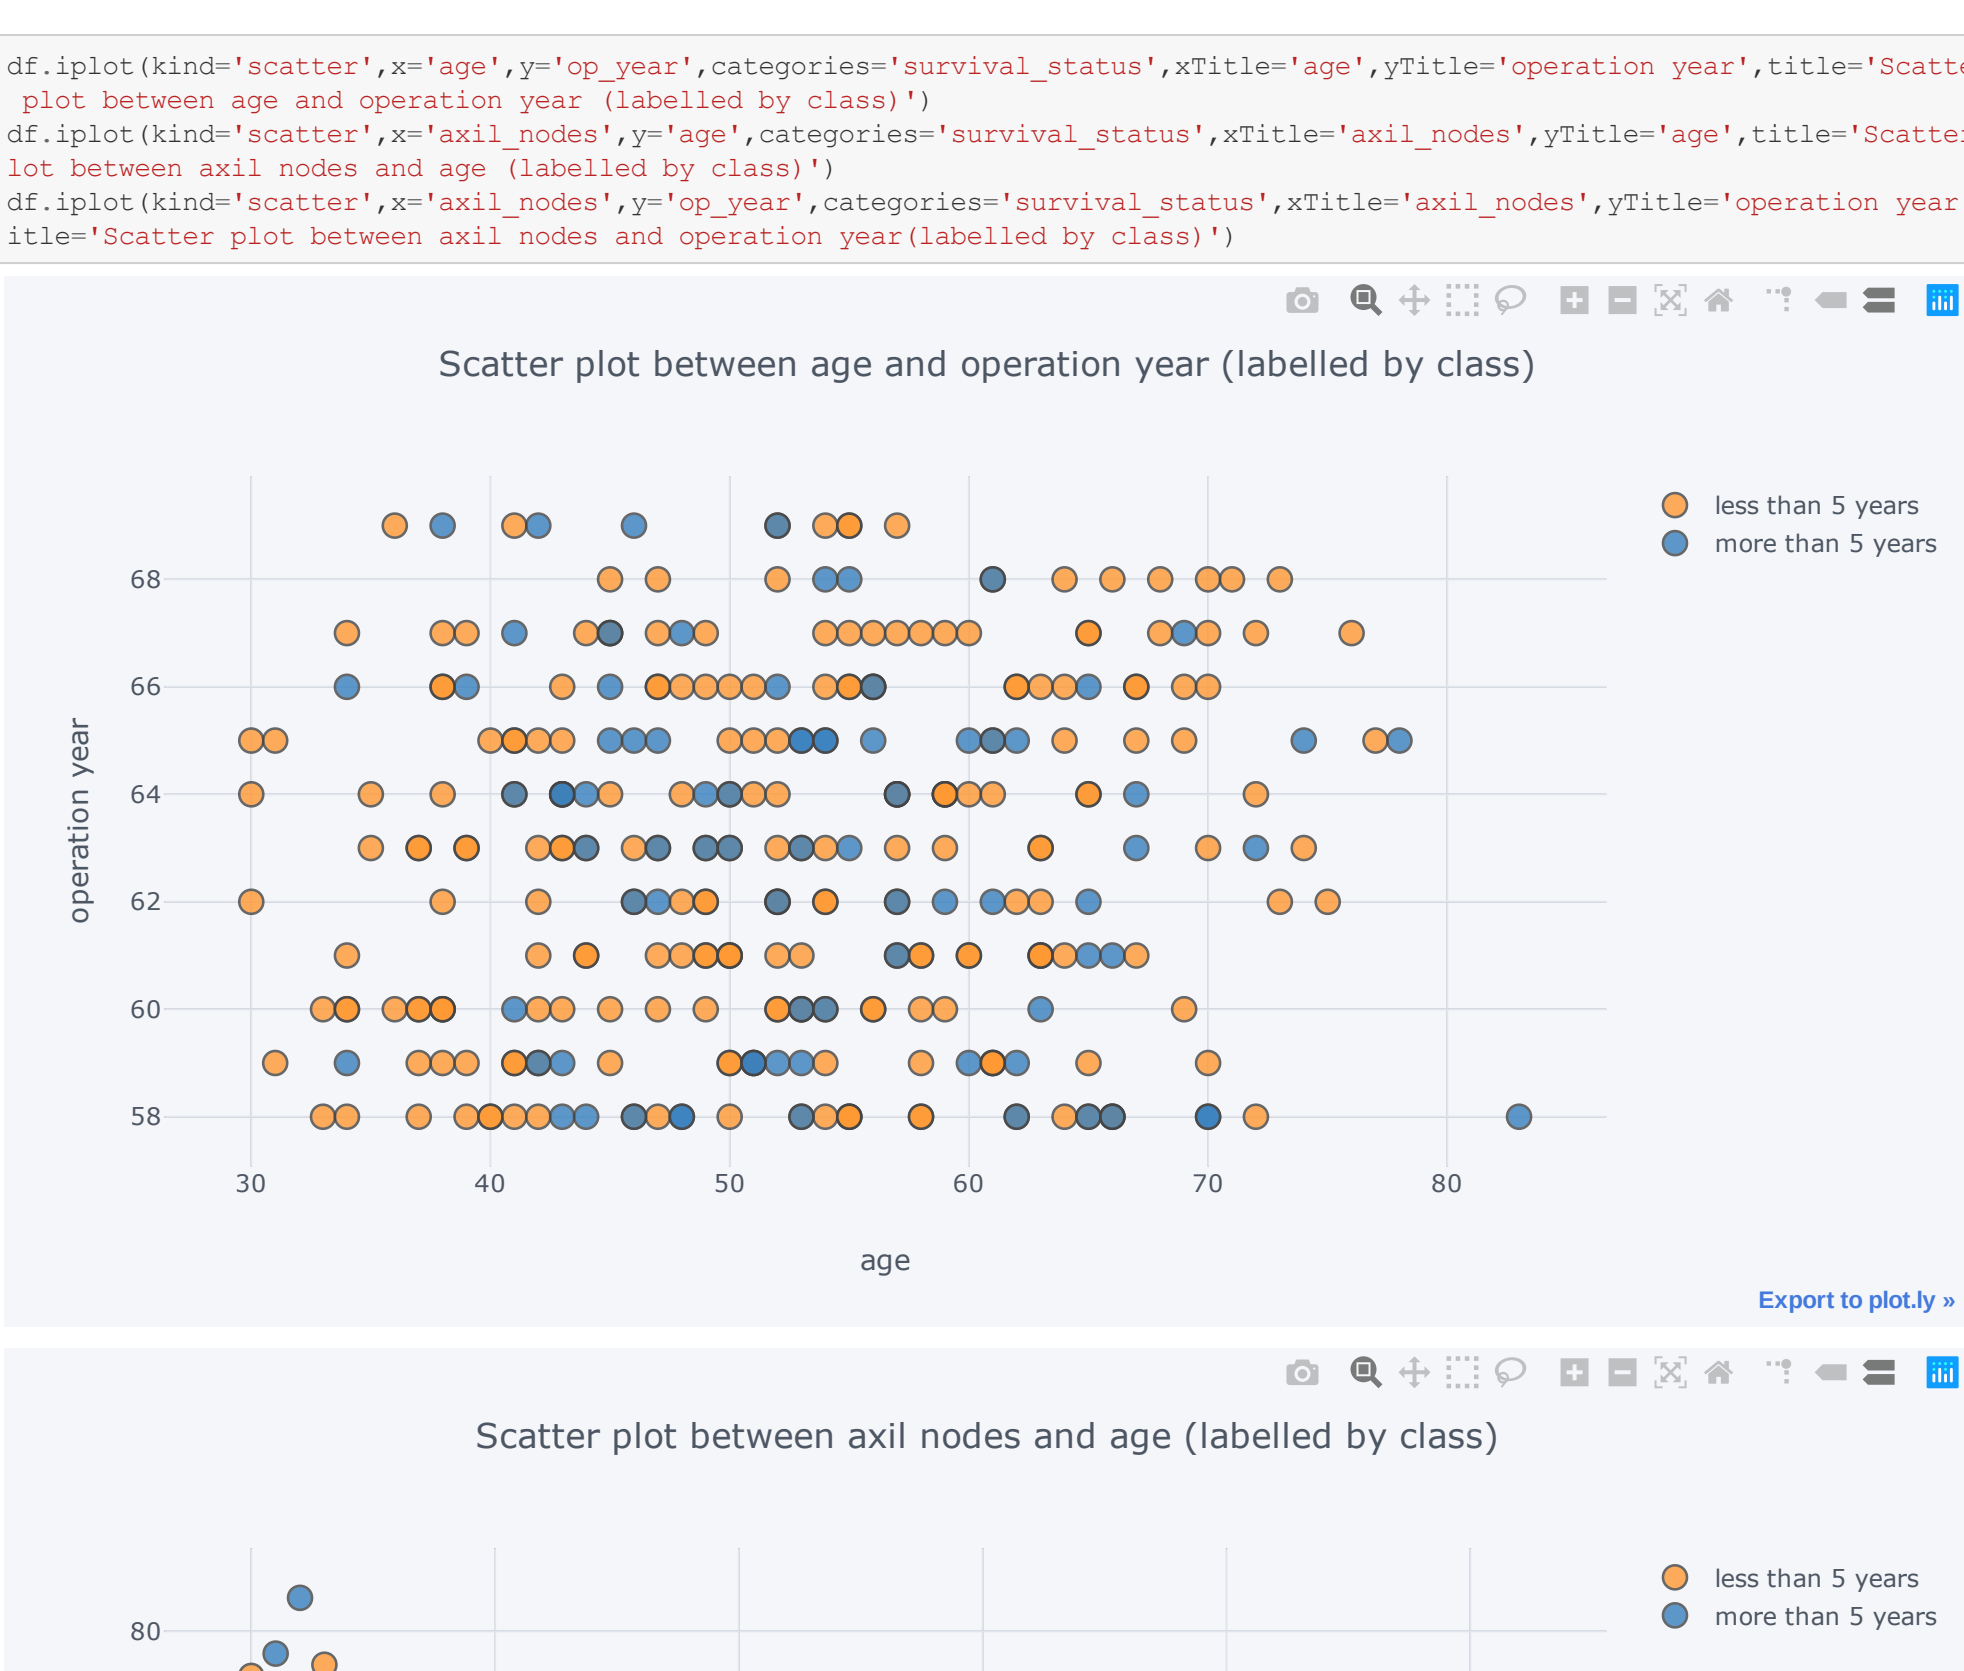 df.iplot(kind='scatter',x='age',y='op_year',categories='survival_status',xTitle='age',yTitle='operation year',title='Scatte
plot between age and operation year (labelled by class)')
df.iplot(kind='scatter',x='axil_nodes',y='age',categories='survival_status',xTitle='axil_nodes',yTitle='age',title='Scatter
lot between axil nodes and age (labelled by class)')
df.iplot(kind='scatter',x='axil_nodes',y='op_year',categories='survival_status',xTitle='axil_nodes',yTitle='operation year
itle='Scatter plot between axil nodes and operation year(labelled by class)')
Scatter plot between age and operation year (labelled by class)
less than 5 years
more than 5 years
68
66
64
62
60
58
operation year
30 40 50 60 70 80
age
Export to plot.ly »
Scatter plot between axil nodes and age (labelled by class)
less than 5 years
more than 5 years
80